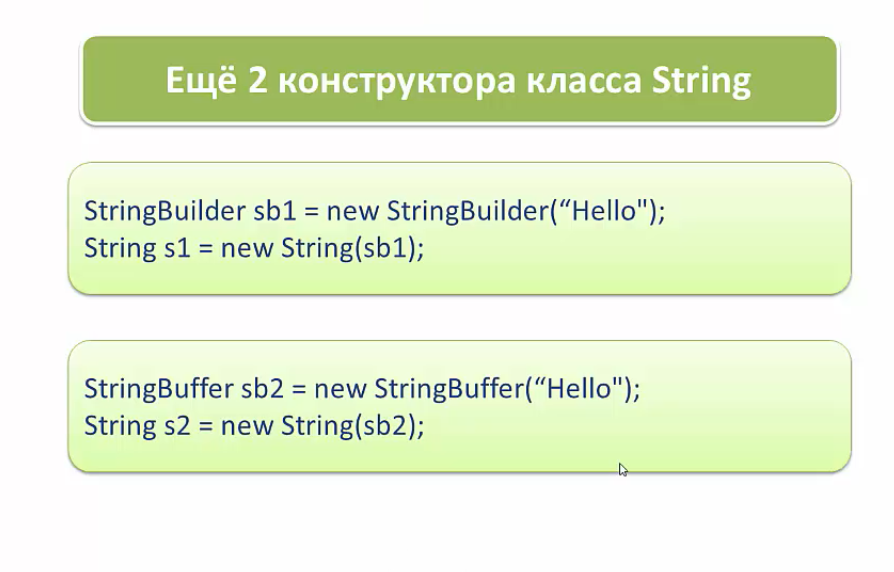 Ещё 2 конструктора класса String
StringBuilder sb1 = new StringBuilder(“Hello");
String s1 = new String(sb1);
StringBuffer sb2 = new StringBuffer(“Hello");
String s2 = new String(sb2);